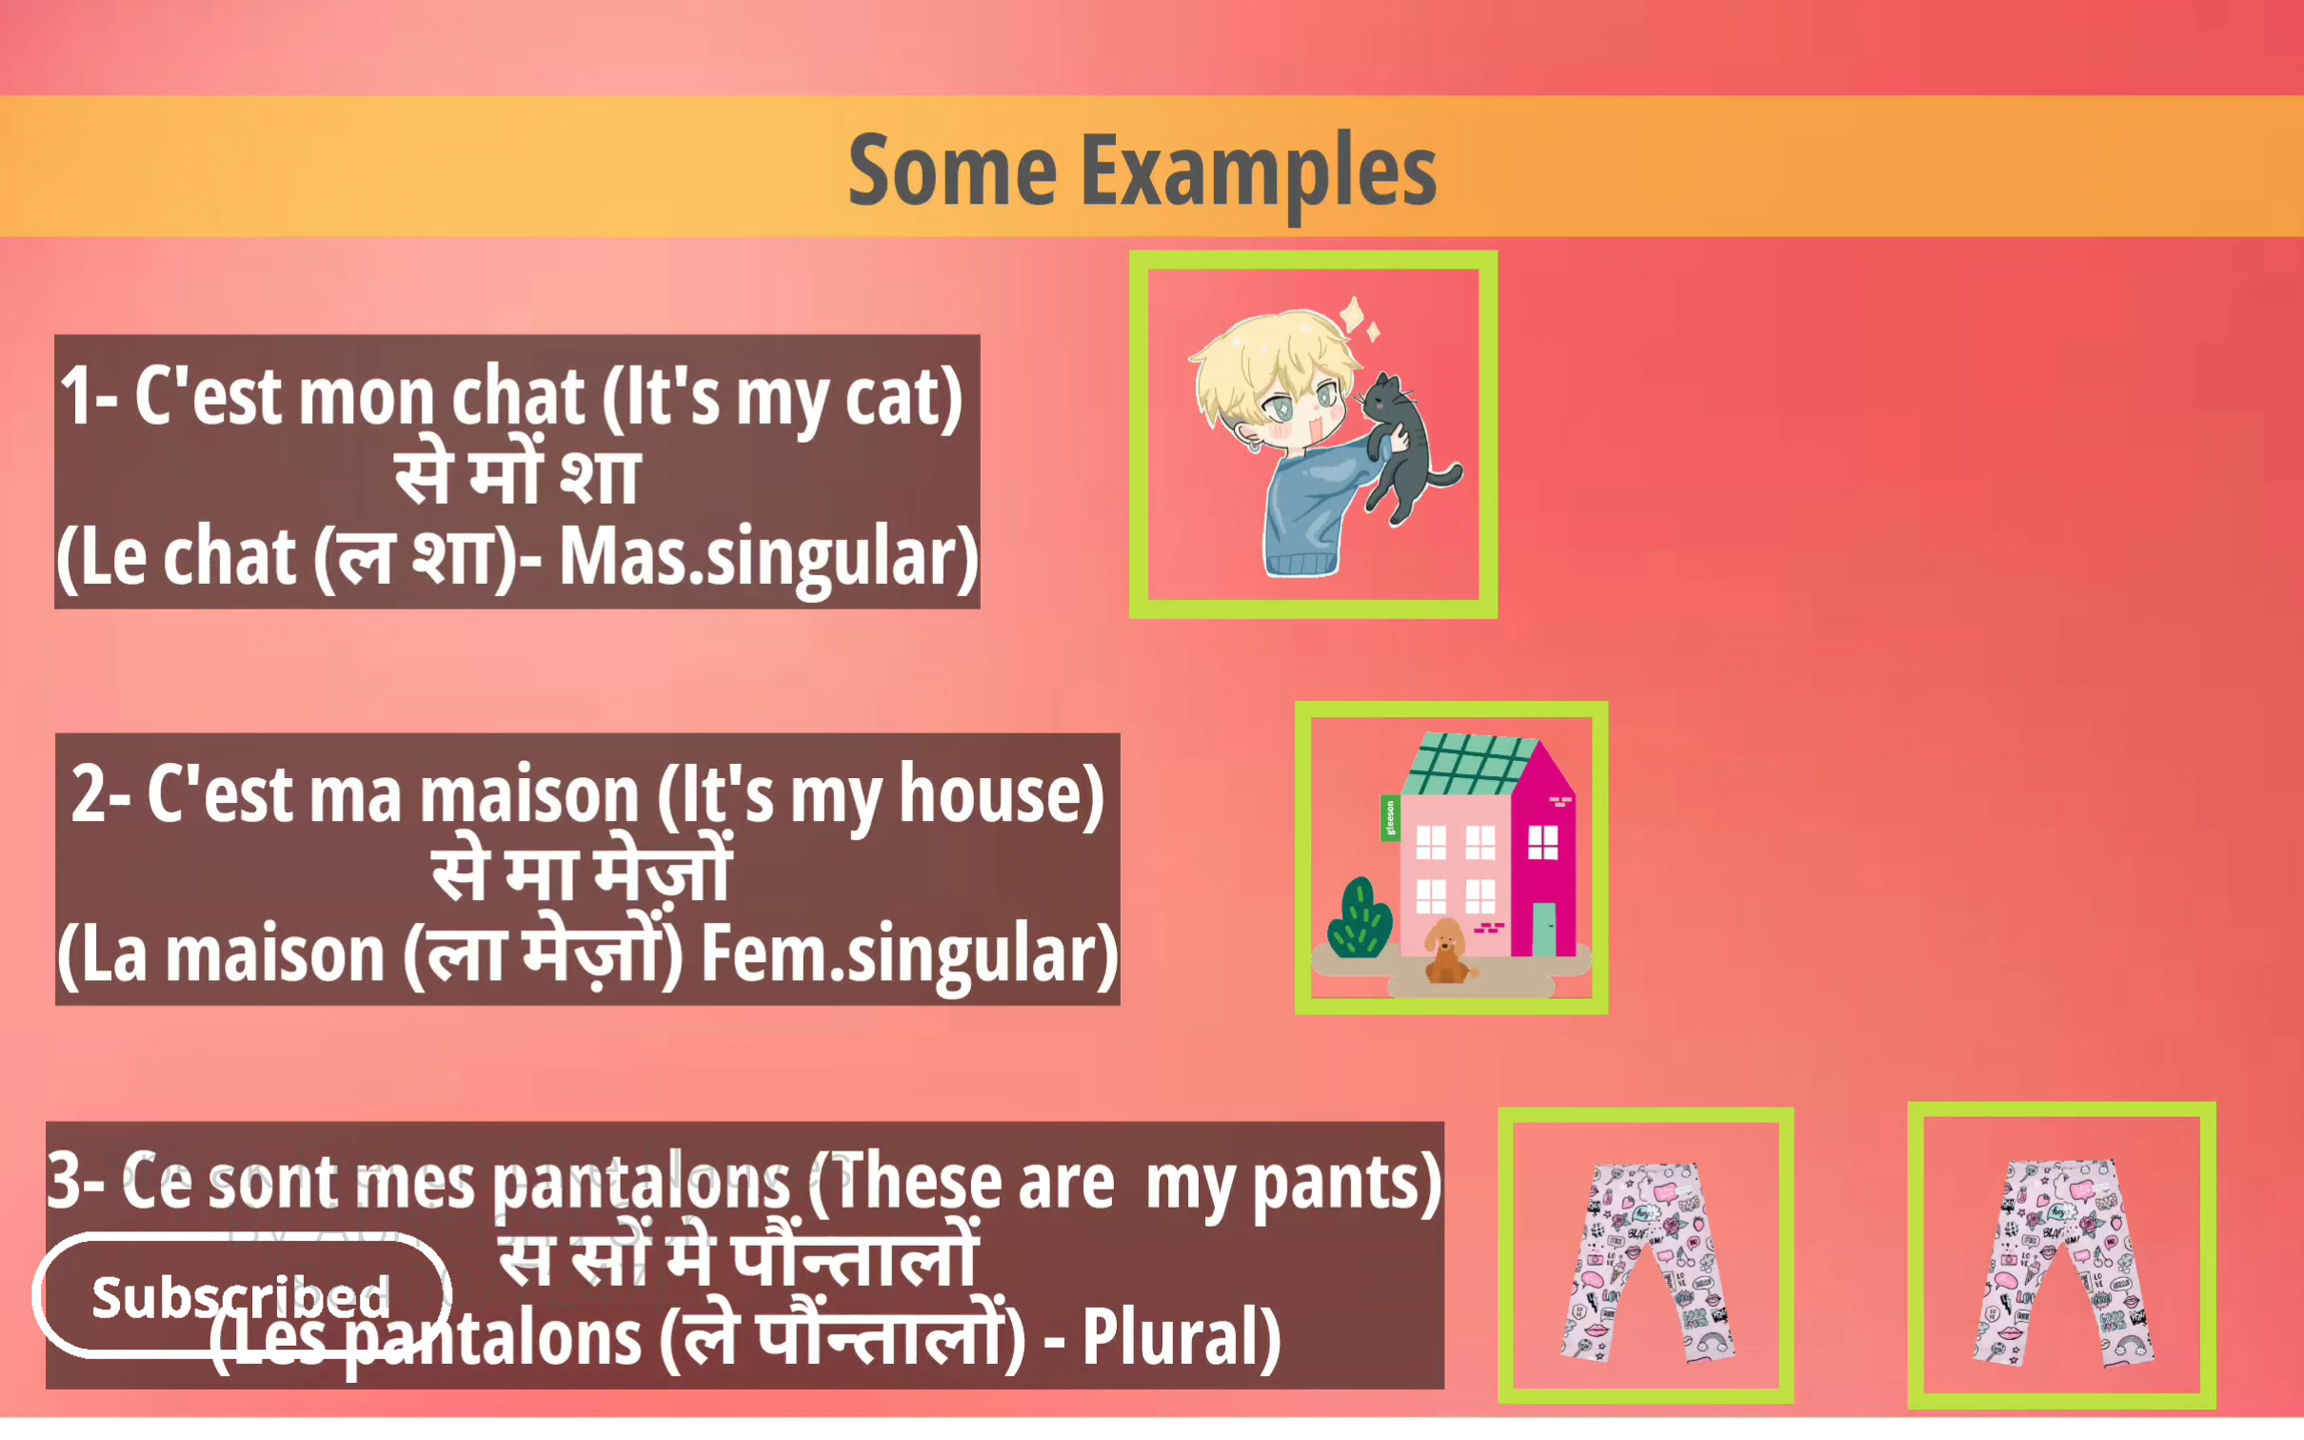 Some Examples
1- C'est mon chat (It's my cat)
से मों शा
(Le chat (ल शा)- Mas.singular)
2- C'est ma maison (It's my house)
से मा मेज़ों
(La maison (ला मेज़ों) Fem.singular)
gleeson
3- Ce sont mes pantalons (These are my pants)
स सों मे पौंन्तालों
(Les pantalons (ले पौंन्तालों) - Plural)
Subscribed